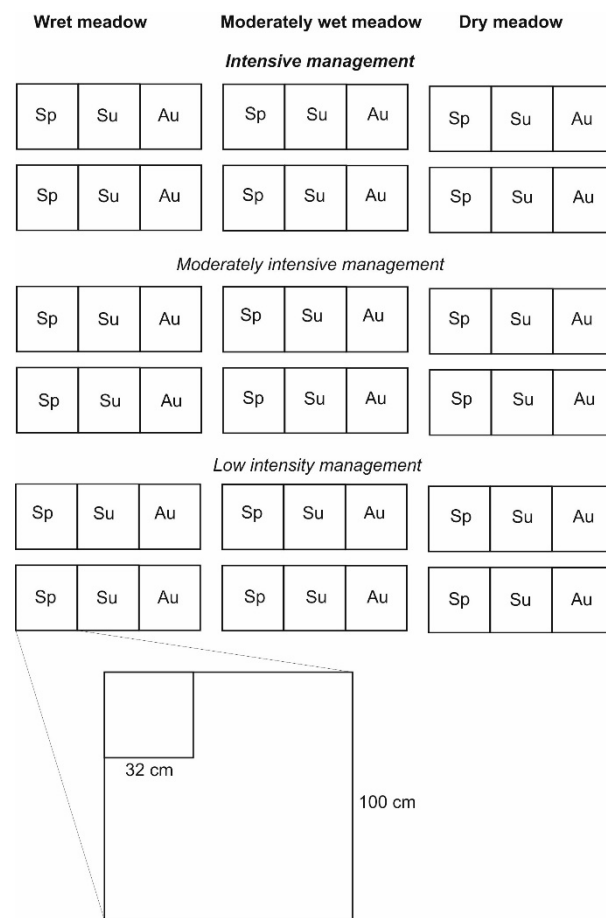 Wret meadow Moderately wet meadow Dry meadow
Intensive management
Sp Su Au Sp Su Au Sp Su Au
Sp Su Au Sp Su Au Sp Su Au
Moderately intensive management
Sp Su Au Sp Su Au Sp Su Au
Sp Su Au Sp Su Au Sp Su Au
Low intensity management
Sp Su Au Sp Su Au Sp Su Au
Sp Su Au Sp Su Au Sp Su Au
32 cm
100 cm